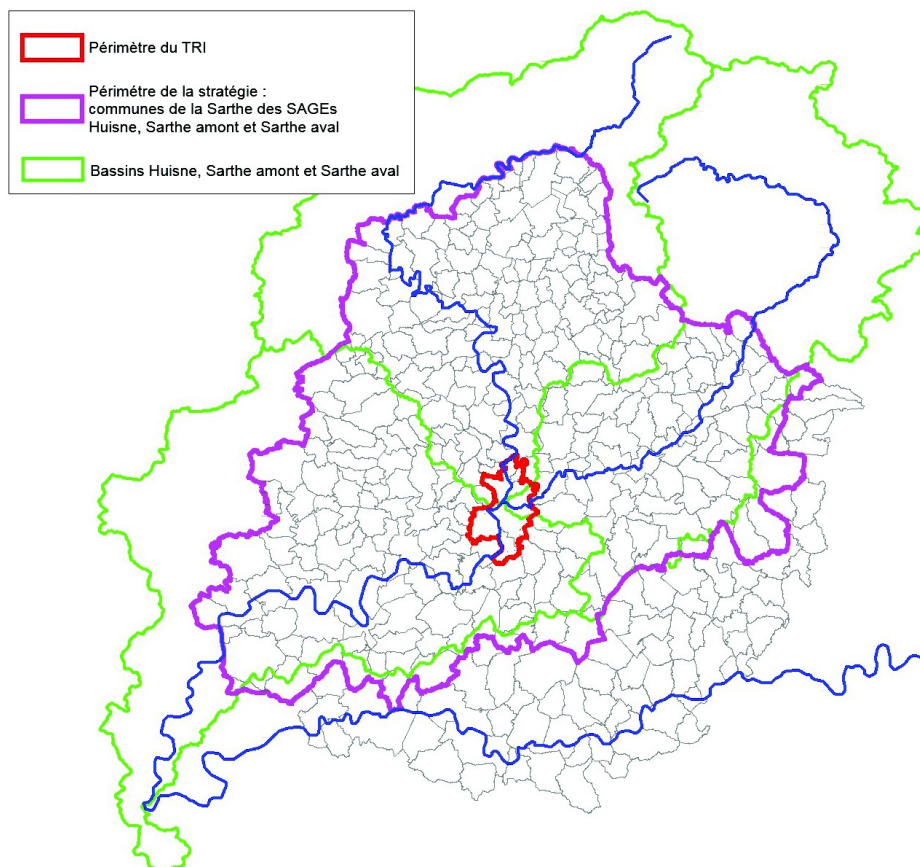 Périmètre du TRI
Périmètre de la stratégie :
communes de la Sarthe des SAGEs
Huisne, Sarthe amont et Sarthe aval
Bassins Huisne, Sarthe amont et Sarthe aval